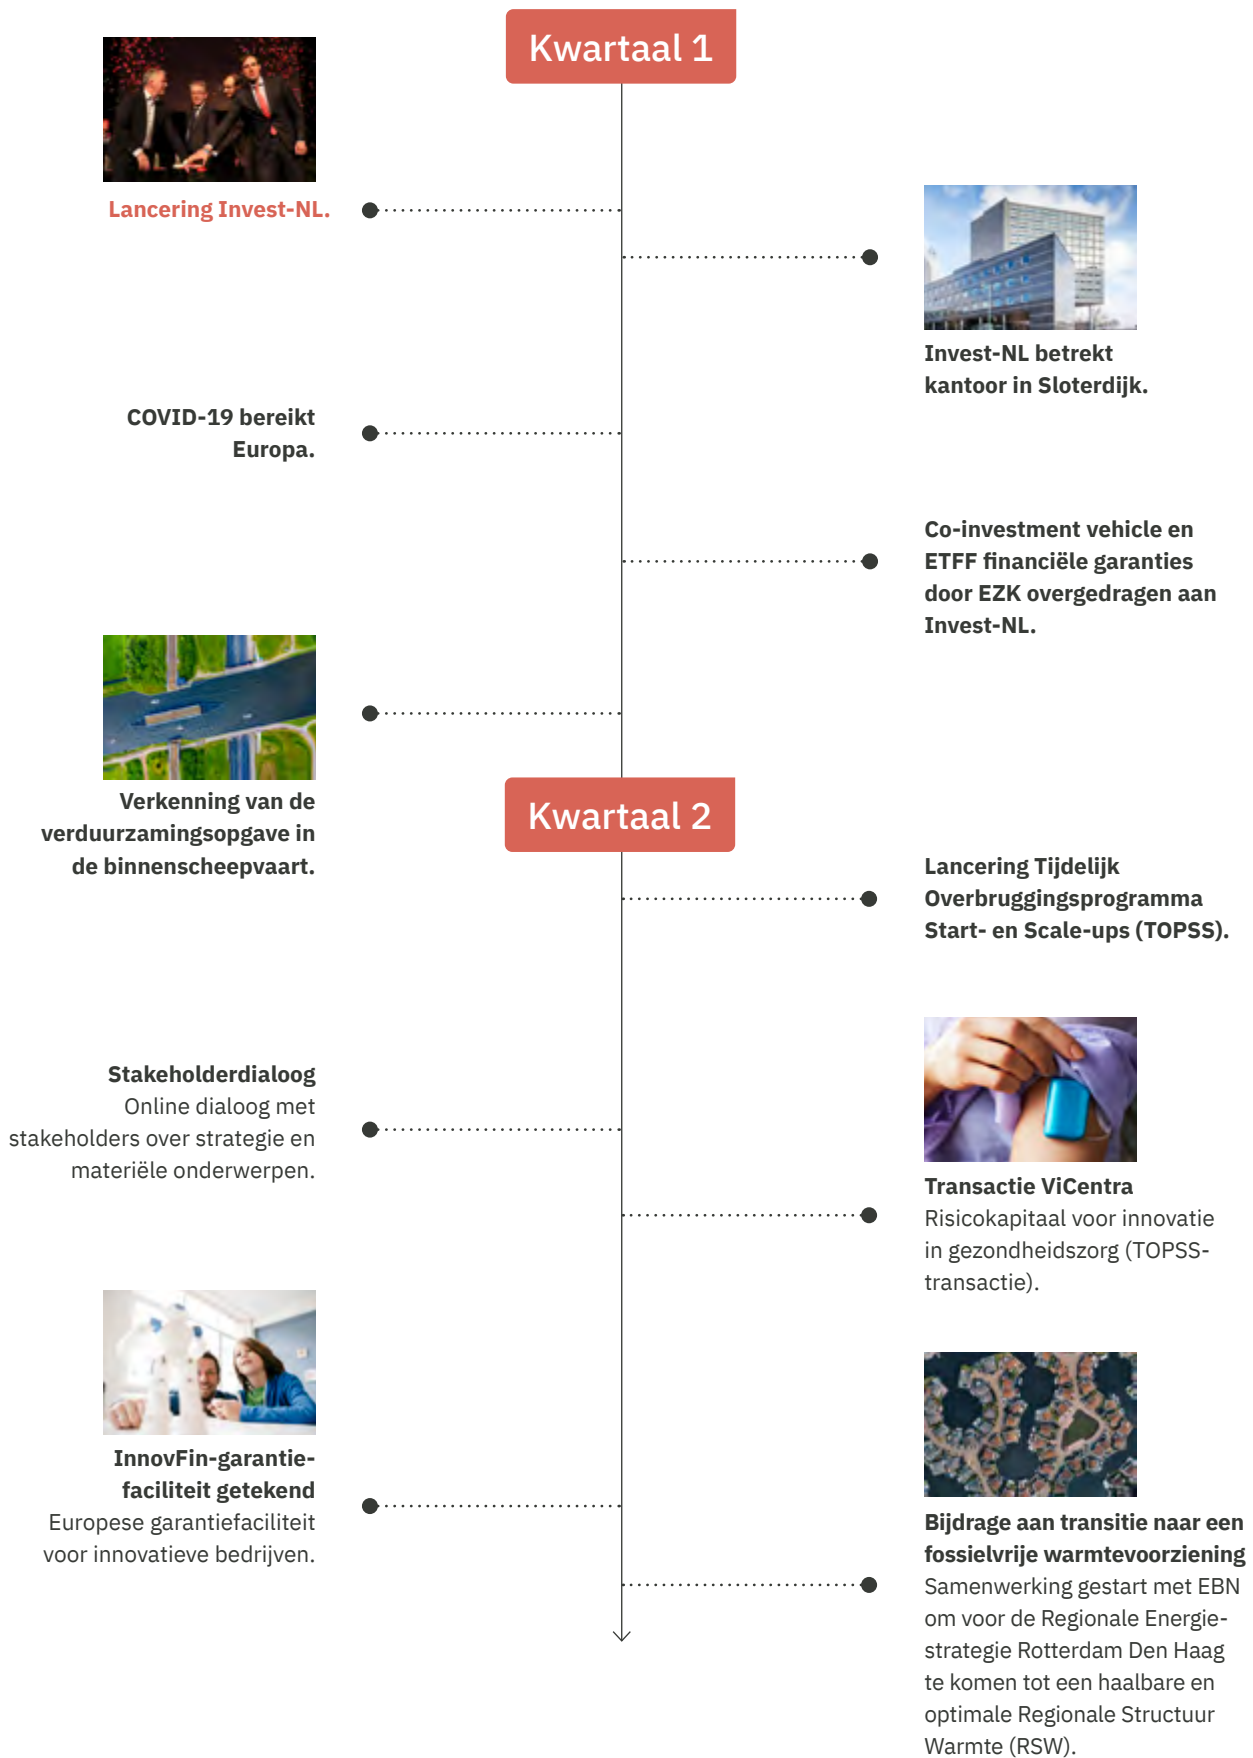 Kwartaal 1
Lancering Invest-NL.
Invest-NL betrekt
kantoor in Sloterdijk.
COVID-19 bereikt
Europa.
Co-investment vehicle en
ETFF financiële garanties
door EZK overgedragen aan
Invest-NL.
Verkenning van de
verduurzamingsopgave in
de binnenscheepvaart.
Kwartaal 2
Lancering Tijdelijk
Overbruggingsprogramma
Start- en Scale-ups (TOPSS).
Stakeholderdialoog
Online dialoog met
stakeholders over strategie en
materiële onderwerpen.
Transactie ViCentra
Risicokapitaal voor innovatie
in gezondheidszorg (TOPSS-
transactie).
InnovFin-garantie-
faciliteit getekend
Europese garantiefaciliteit
voor innovatieve bedrijven.
Bijdrage aan transitie naar een
fossielvrije warmtevoorziening
Samenwerking gestart met EBN
om voor de Regionale Energie-
strategie Rotterdam Den Haag
te komen tot een haalbare en
optimale Regionale Structuur
Warmte (RSW).